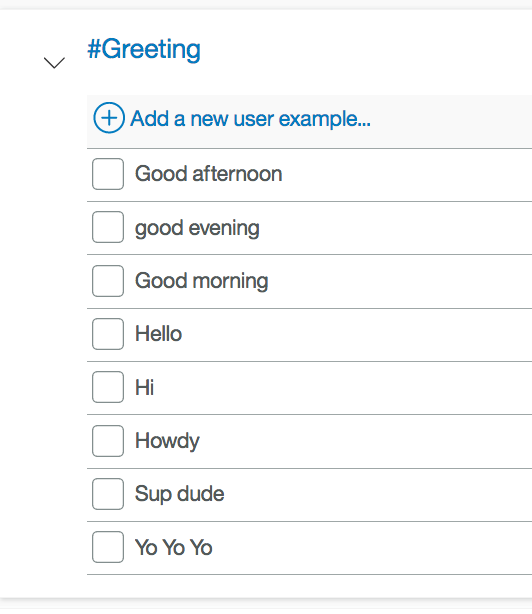 #Greeting
Add a new user example...
Good afternoon
good evening
Good morning
Hello
Hi
Howdy
Sup dude
Yo Yo Yo